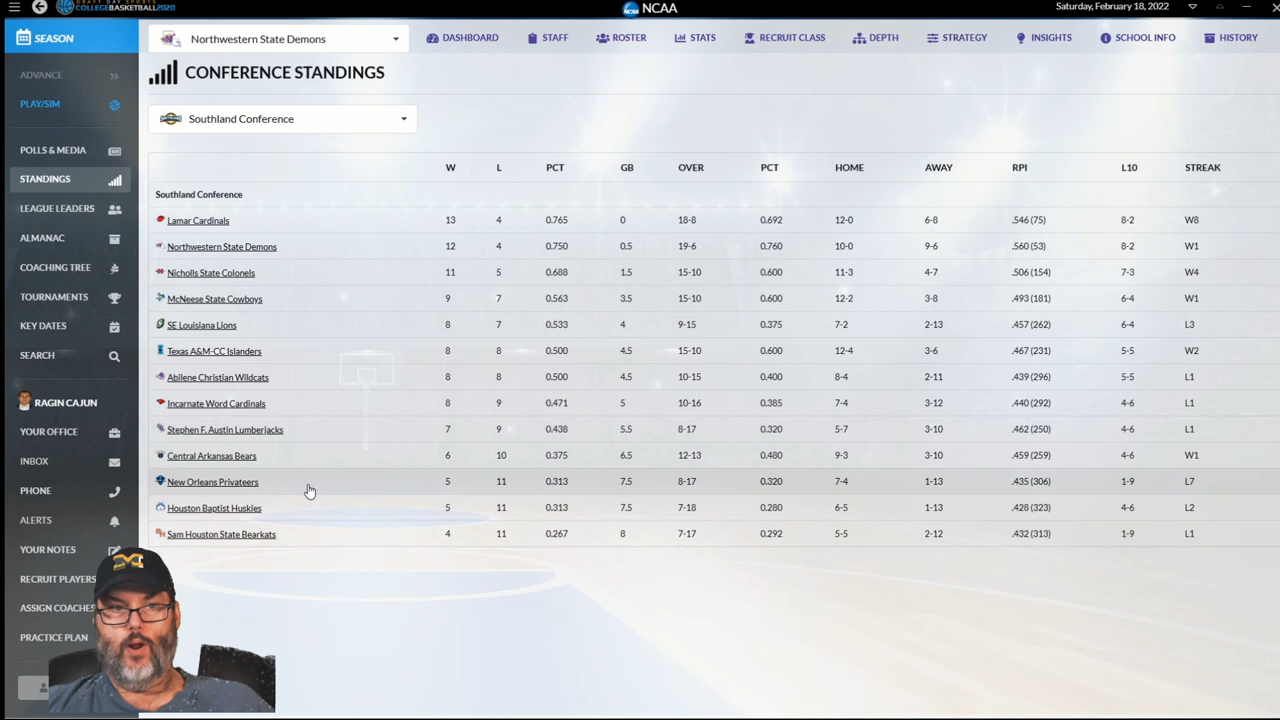 DRAFT DAY SPORTS
COLLEGE BASKETBALL 2020
NCAA
Saturday, February 18, 2022
SEASON
Northwestern State Demons
DASHBOARD STAFF ROSTER STATS RECRUIT CLASS DEPTH STRATEGY INSIGHTS SCHOOL INFO HISTORY
ADVANCE
PLAY/SIM
POLLS & MEDIA
STANDINGS
LEAGUE LEADERS
ALMANAC
COACHING TREE
TOURNAMENTS
KEY DATES
SEARCH
RAGIN CAJUN
YOUR OFFICE
INBOX
PHONE
ALERTS
YOUR NOTES
RECRUIT PLAYERS
ASSIGN COACHES
PRACTICE PLAN
CONFERENCE STANDINGS
Southland Conference
W L PCT GB OVER PCT HOME AWAY RPI L10 STREAK
Southland Conference
Lamar Cardinals 13 4 0.765 0 18-8 0.692 12-0 6-8 .546 (75) 8-2 W8
Northwestern State Demons 12 4 0.750 0.5 19-6 0.760 10-0 9-6 .560 (53) 8-2 W1
Nicholls State Colonels 11 5 0.688 1.5 15-10 0.600 11-3 4-7 .506 (154) 7-3 W4
McNeese State Cowboys 9 7 0.563 3.5 15-10 0.600 12-2 3-8 .493 (181) 6-4 W1
SE Louisiana Lions 8 7 0.533 4 9-15 0.375 7-2 2-13 .457 (262) 6-4 L3
Texas A&M-CC Islanders 8 8 0.500 4.5 15-10 0.600 12-4 3-6 .467 (231) 5-5 W2
Abilene Christian Wildcats 8 8 0.500 4.5 10-15 0.400 8-4 2-11 .439 (296) 5-5 L1
Incarnate Word Cardinals 8 9 0.471 5 10-16 0.385 7-4 3-12 .440 (292) 4-6 L1
Stephen F. Austin Lumberjacks 7 9 0.438 5.5 8-17 0.320 5-7 3-10 .462 (250) 4-6 L1
Central Arkansas Bears 6 10 0.375 6.5 12-13 0.480 9-3 3-10 .459 (259) 4-6 W1
New Orleans Privateers 5 11 0.313 7.5 8-17 0.320 7-4 1-13 .435 (306) 1-9 L7
Houston Baptist Huskies 5 11 0.313 7.5 7-18 0.280 6-5 1-13 .428 (323) 4-6 L2
Sam Houston State Bearkats 4 11 0.267 8 7-17 0.292 5-5 2-12 .432 (313) 1-9 L1